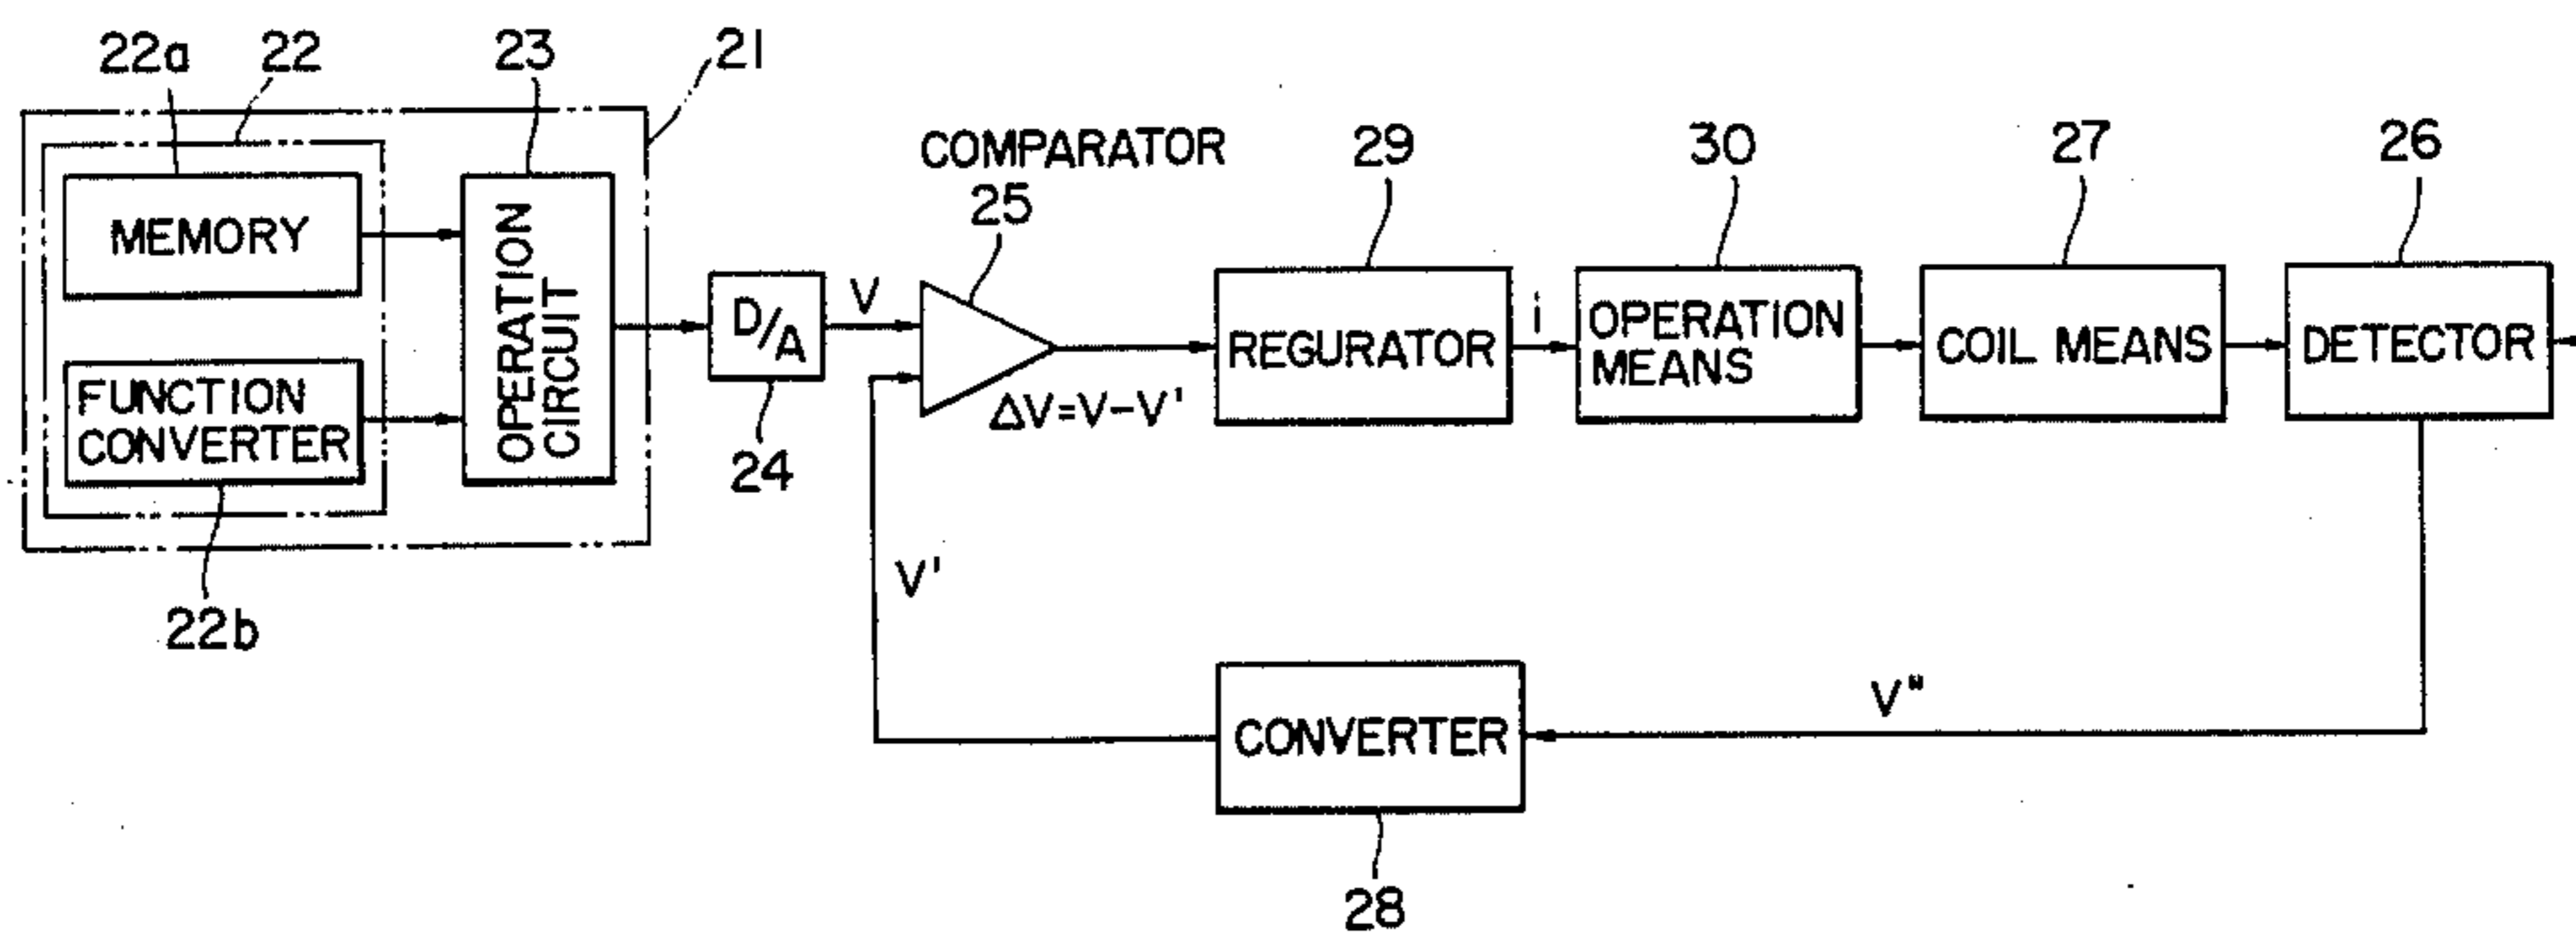 22a
22
23
21
MEMORY
FUNCTION
CONVERTER
22b
OPERATION
CIRCUIT
D/A
24
V
COMPARATOR
25
ΔV=V-V'
29
REGURATOR
i
30
OPERATION
MEANS
27
COIL MEANS
26
DETECTOR
V'
CONVERTER
28
V"